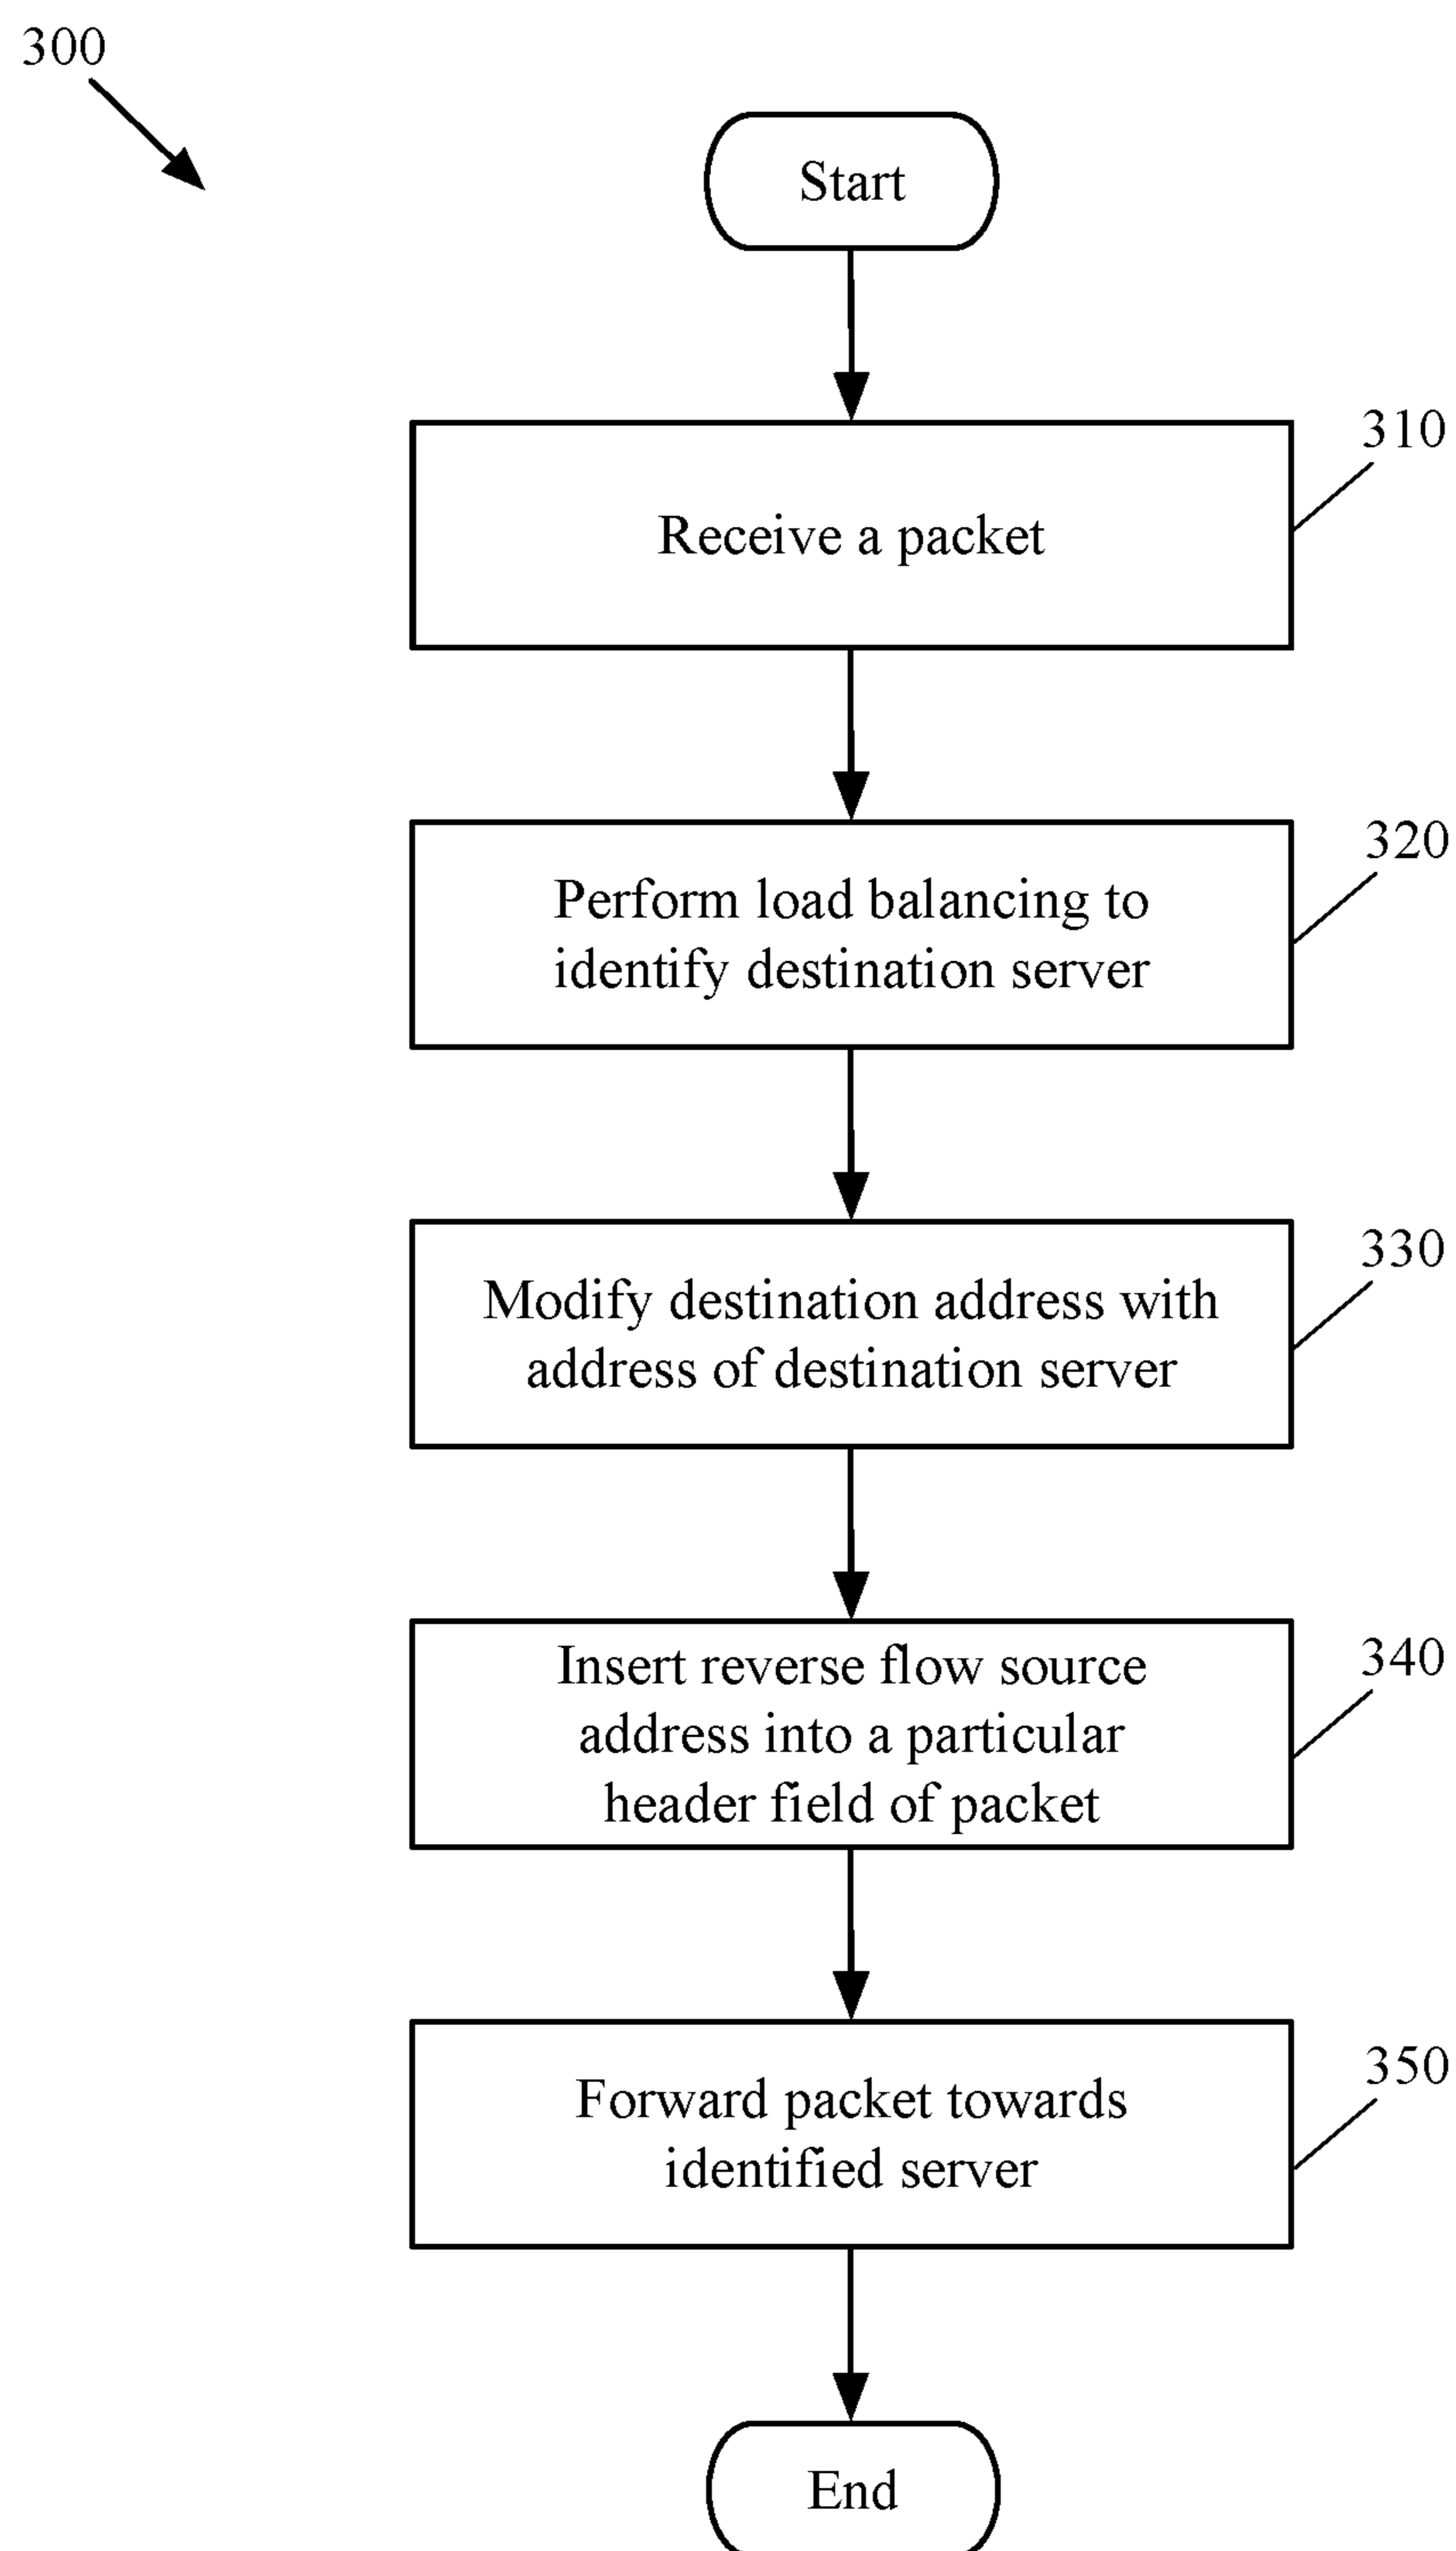 300
Start
310
Receive a packet
320
Perform load balancing to
identify destination server
330
Modify destination address with
address of destination server
340
Insert reverse flow source
address into a particular
header field of packet
350
Forward packet towards
identified server
End